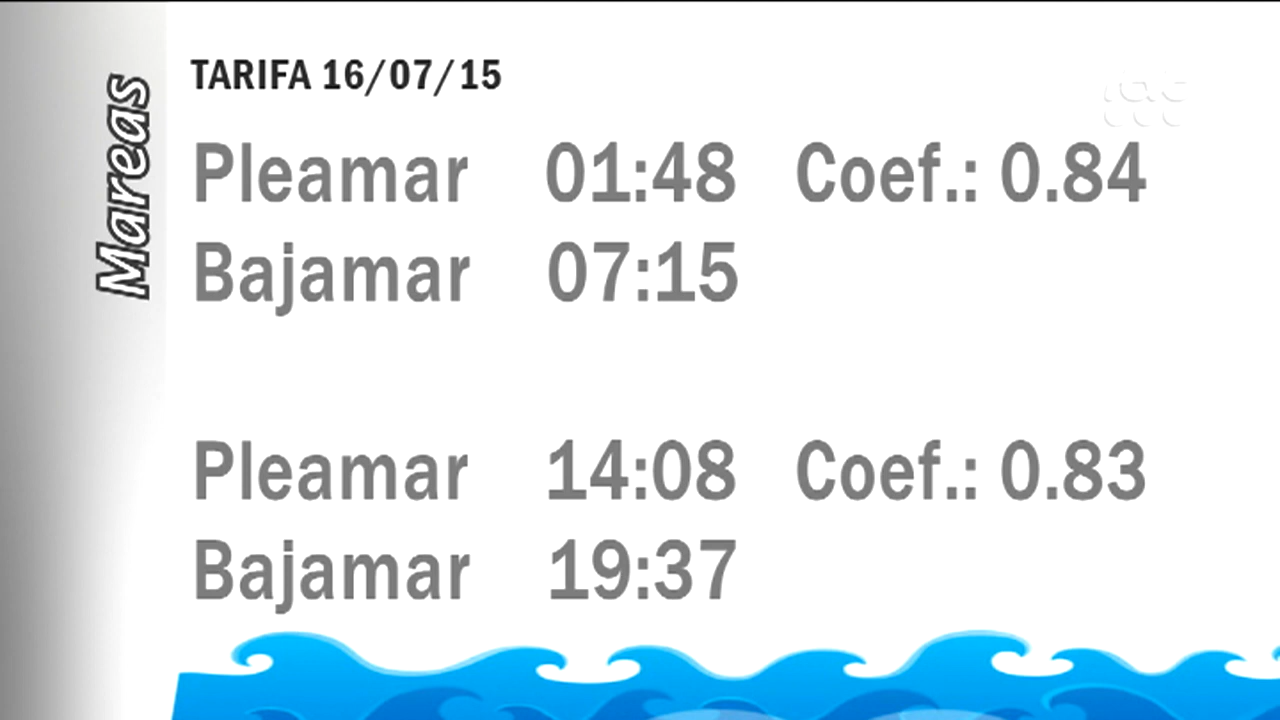 Mareas
TARIFA 16/07/15
Pleamar 01:48 Coef.: 0.84
Bajamar 07:15
Pleamar 14:08 Coef.: 0.83
Bajamar 19:37